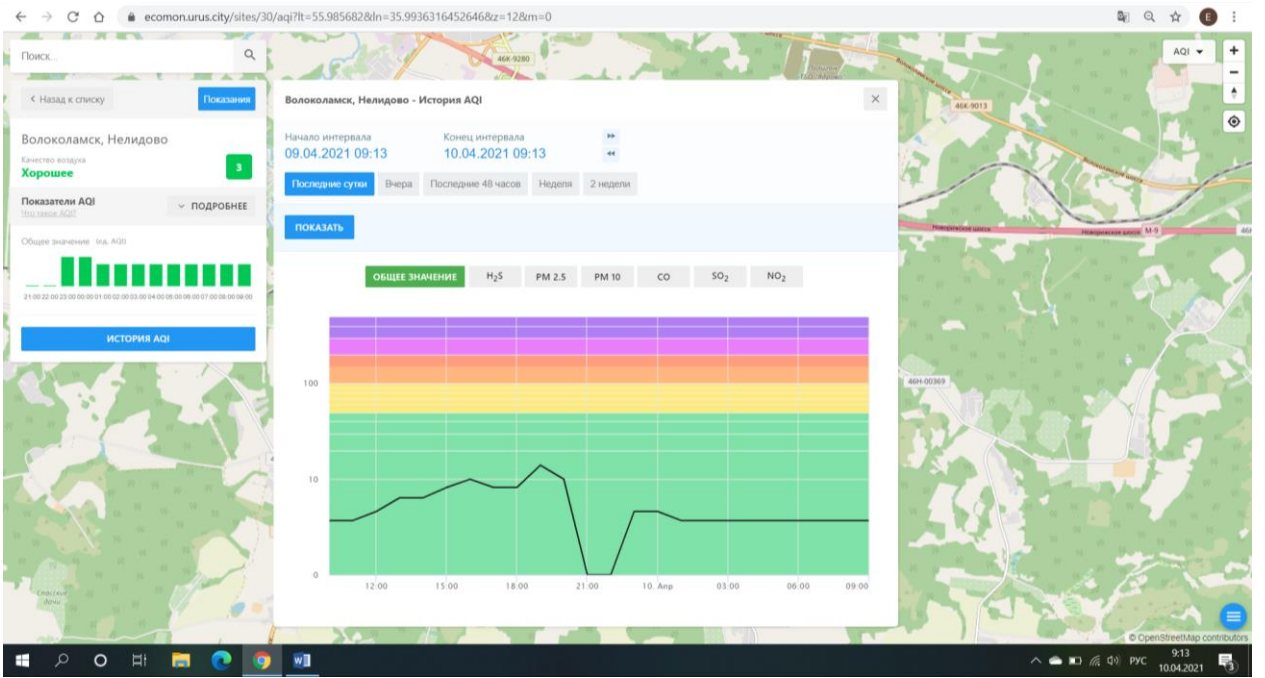 ecomon.urus.city/sites/30/aqi?lt=55.985682&ln=35.9936316452646&z=12&m=0
E
Поиск...
46K-9280
AQI
46K-9013
< Назад к списку
Показания
Волоколамск, Нелидово - История AQI
Волоколамск, Нелидово
Качество воздуха
Хорошее
3
Начало интервала
Конец интервала
09.04.2021 09:13
10.04.2021 09:13
Последние сутки
Вчера
Последние 48 часов
Неделя
2 недели
Показатели AQI
Что такое AQI?
ПОДРОБНЕЕ
ПОКАЗАТЬ
Новорижское шоссе
Новорижское шоссе
M-9
Общее значение (ед. AQI)
21:00 22:00 23:00 00:00 01:00 02:00 03:00 04:00 05:00 06:00 07:00 08:00 09:00
ОБЩЕЕ ЗНАЧЕНИЕ
H₂S
PM 2.5
PM 10
CO
SO₂
NO₂
ИСТОРИЯ AQI
100
10
0
46H-00369
12:00
15:00
18:00
21:00
10. Апр
03:00
06:00
09:00
© OpenStreetMap contributors
РУС
9:13
10.04.2021
3